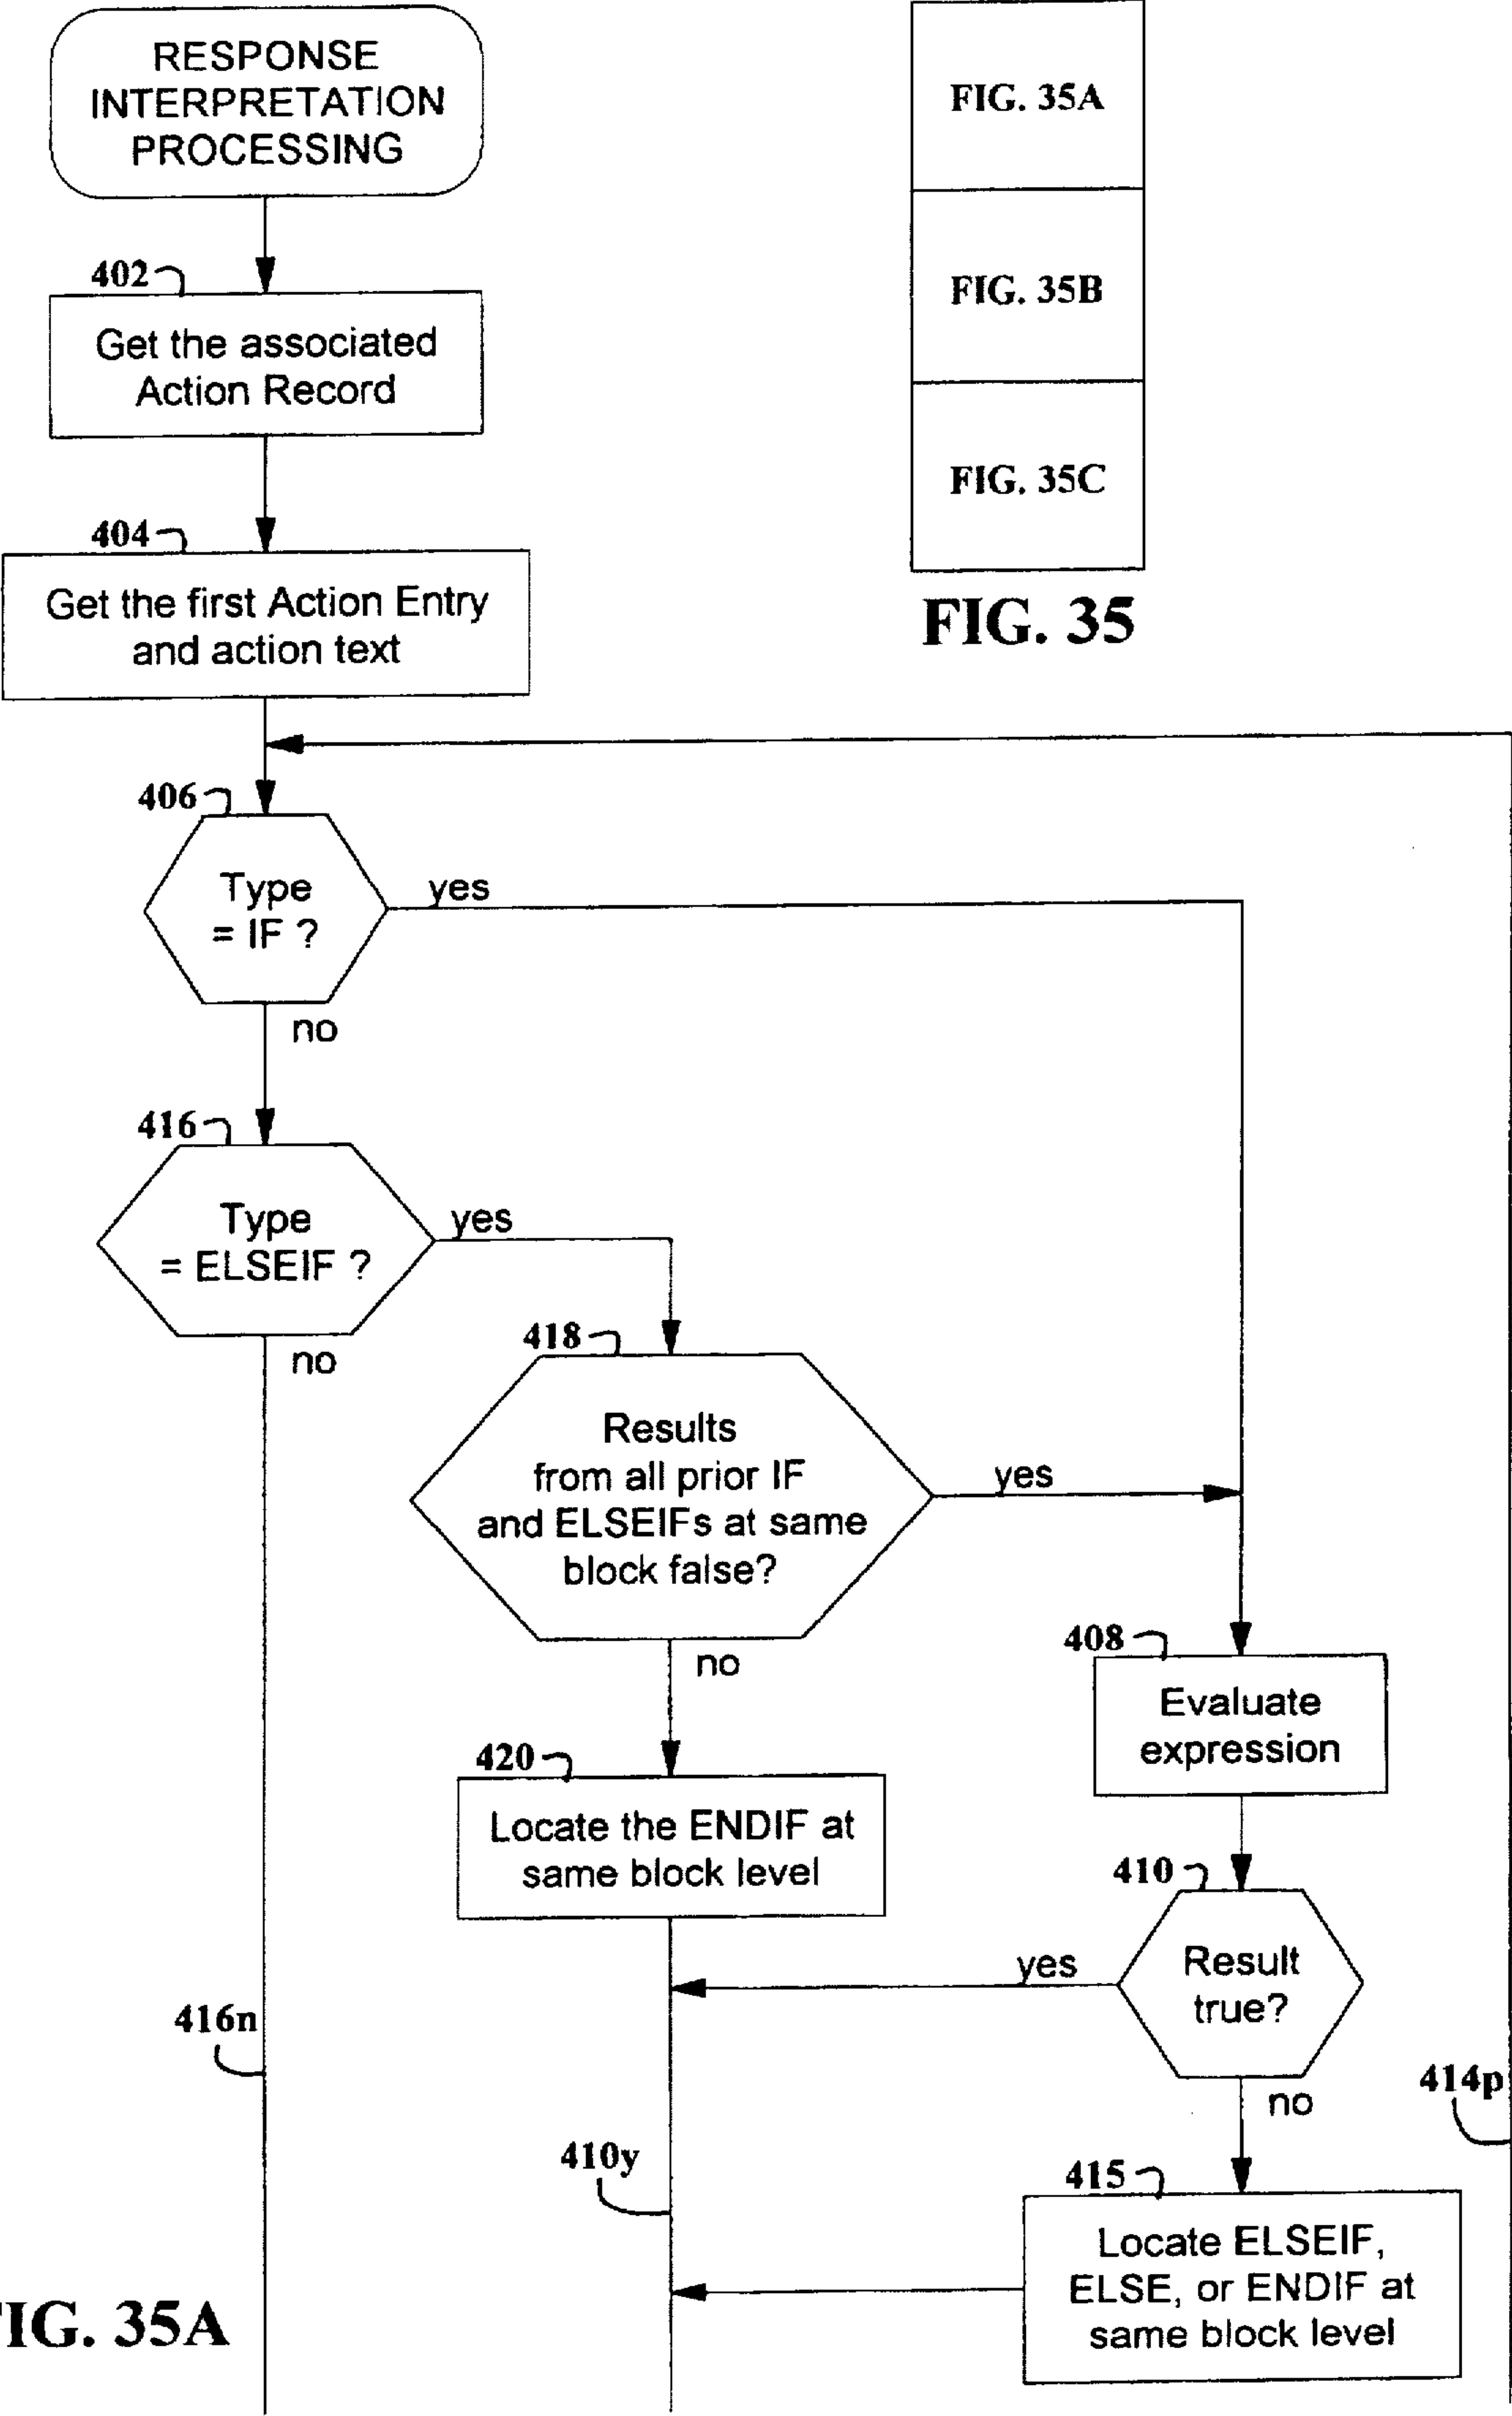 RESPONSE
INTERPRETATION
PROCESSING
FIG. 35A
FIG. 35B
FIG. 35C
FIG. 35
402
Get the associated
Action Record
404
Get the first Action Entry
and action text
406
Type
= IF ?
yes
no
416
Type
= ELSEIF ?
yes
no
418
Results
from all prior IF
and ELSEIFs at same
block false?
yes
no
408
Evaluate
expression
420
Locate the ENDIF at
same block level
410
Result
true?
yes
no
416n
414p
410y
415
Locate ELSEIF,
ELSE, or ENDIF at
same block level
IG. 35A